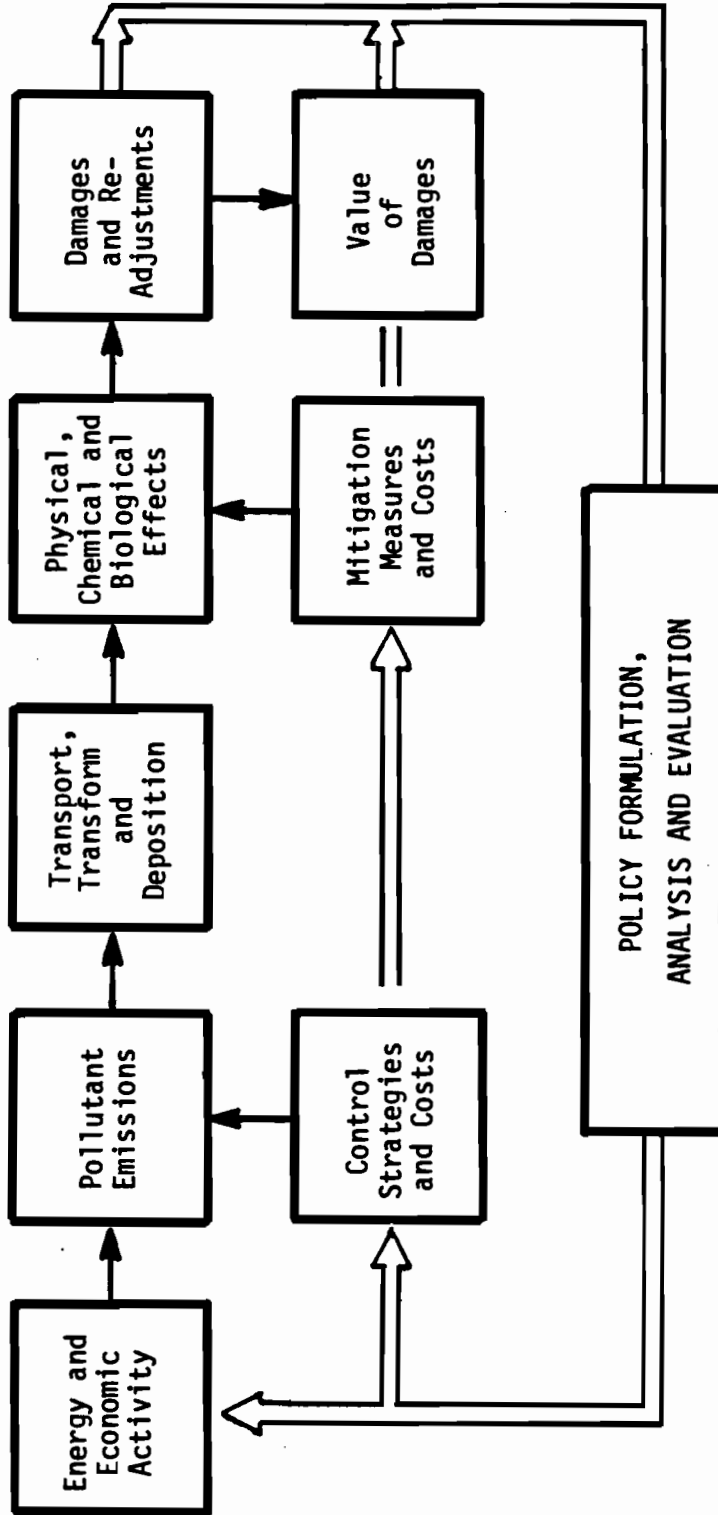 Energy and
Economic
Activity
Pollutant
Emissions
Transport,
Transform
and
Deposition
Physical,
Chemical and
Biological
Effects
Damages
and Re-
Adjustments
Control
Strategies
and Costs
Mitigation
Measures
and Costs
Value
of
Damages
POLICY FORMULATION,
ANALYSIS AND EVALUATION